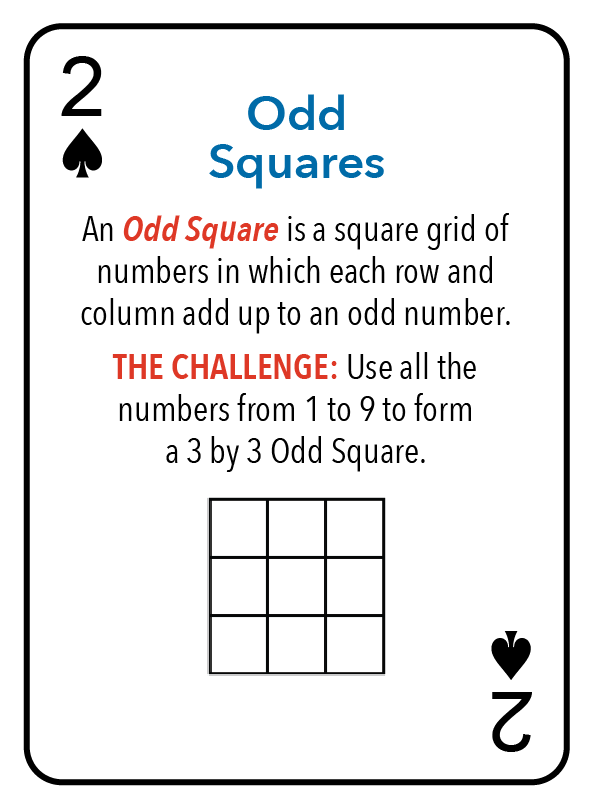 2
Odd
Squares
An Odd Square is a square grid of
numbers in which each row and
column add up to an odd number.
THE CHALLENGE: Use all the
numbers from 1 to 9 to form
a 3 by 3 Odd Square.
2